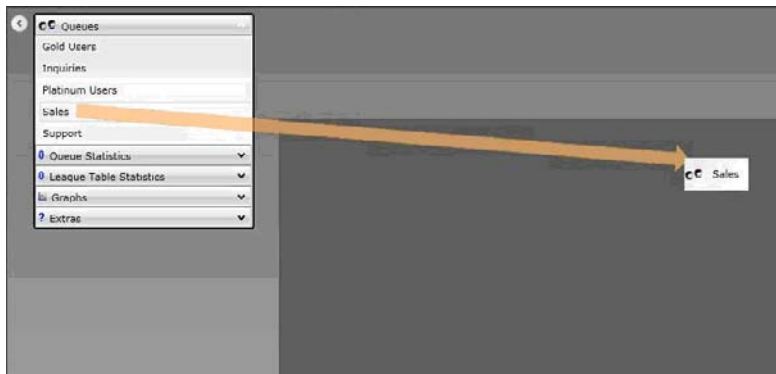 Queues
Gold Users
Inquiries
Platinum Users
Sales
Support
Queue Statistics
League Table Statistics
Graphs
? Extras
Sales